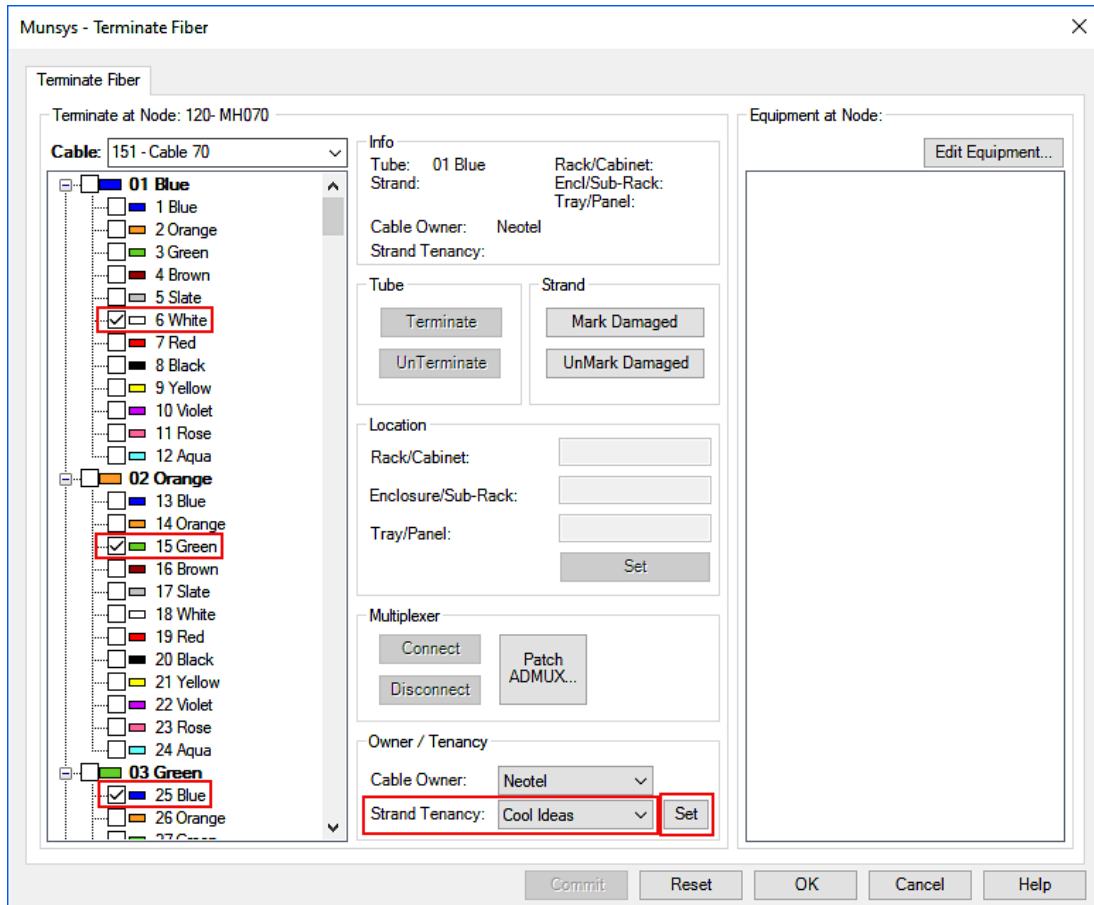 Munsys - Terminate Fiber
Terminate Fiber
Terminate at Node: 120- MH070
Cable: 151 - Cable 70
01 Blue
1 Blue
2 Orange
3 Green
4 Brown
5 Slate
6 White
7 Red
8 Black
9 Yellow
10 Violet
11 Rose
12 Aqua
02 Orange
13 Blue
14 Orange
15 Green
16 Brown
17 Slate
18 White
19 Red
20 Black
21 Yellow
22 Violet
23 Rose
24 Aqua
03 Green
25 Blue
26 Orange
Info
Tube: 01 Blue Rack/Cabinet:
Strand: Encl/Sub-Rack:
Tray/Panel:
Cable Owner: Neotel
Strand Tenancy:
Tube
Terminate
UnTerminate
Strand
Mark Damaged
UnMark Damaged
Location
Rack/Cabinet:
Enclosure/Sub-Rack:
Tray/Panel:
Set
Multiplexer
Connect
Disconnect
Patch
ADMUX...
Owner / Tenancy
Cable Owner: Neotel
Strand Tenancy: Cool Ideas Set
Equipment at Node:
Edit Equipment...
Commit Reset OK Cancel Help